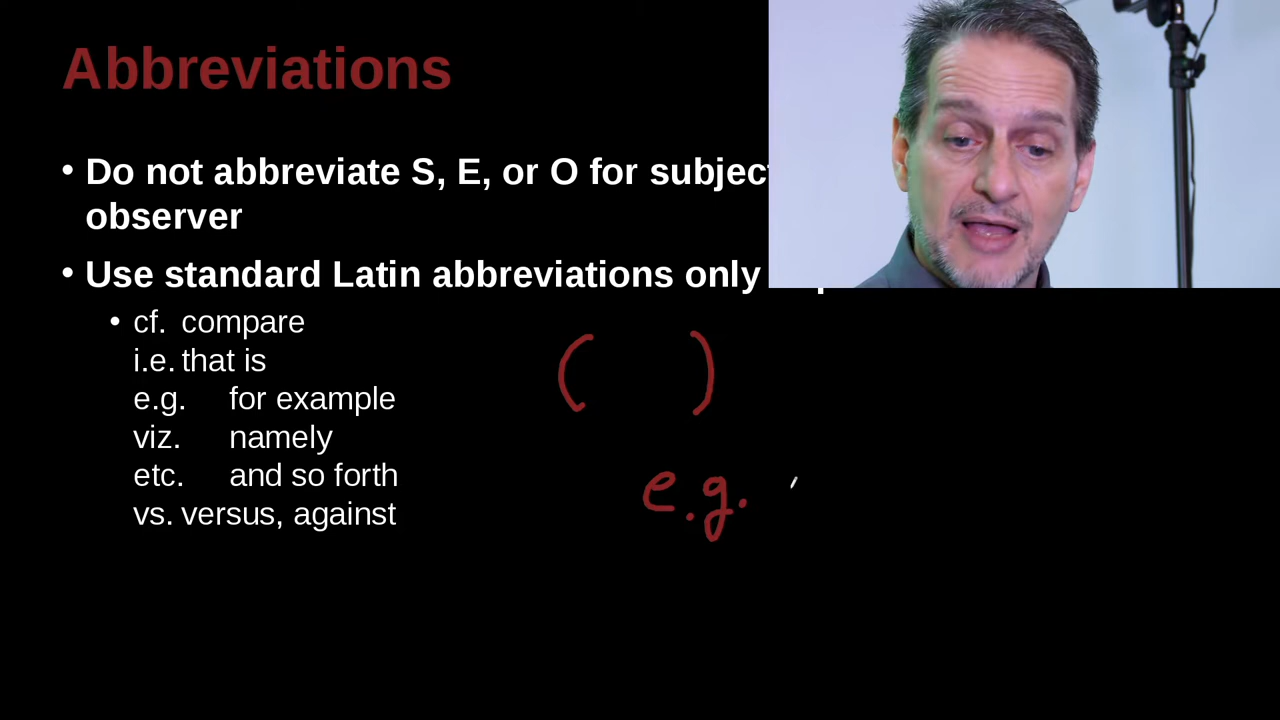 Abbreviations
• Do not abbreviate S, E, or O for subject
observer
• Use standard Latin abbreviations only
• cf. compare
i.e. that is
e.g. for example
viz. namely
etc. and so forth
vs. versus, against
( )
e.g.